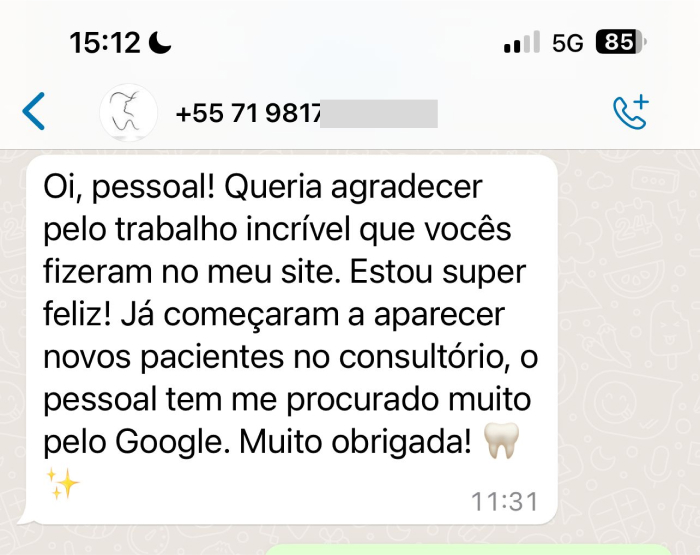 15:12
5G 85
+55 71 9817
Oi, pessoal! Queria agradecer
pelo trabalho incrível que vocês
fizeram no meu site. Estou super
feliz! Já começaram a aparecer
novos pacientes no consultório, o
pessoal tem me procurado muito
pelo Google. Muito obrigada! 🦷
✨
11:31